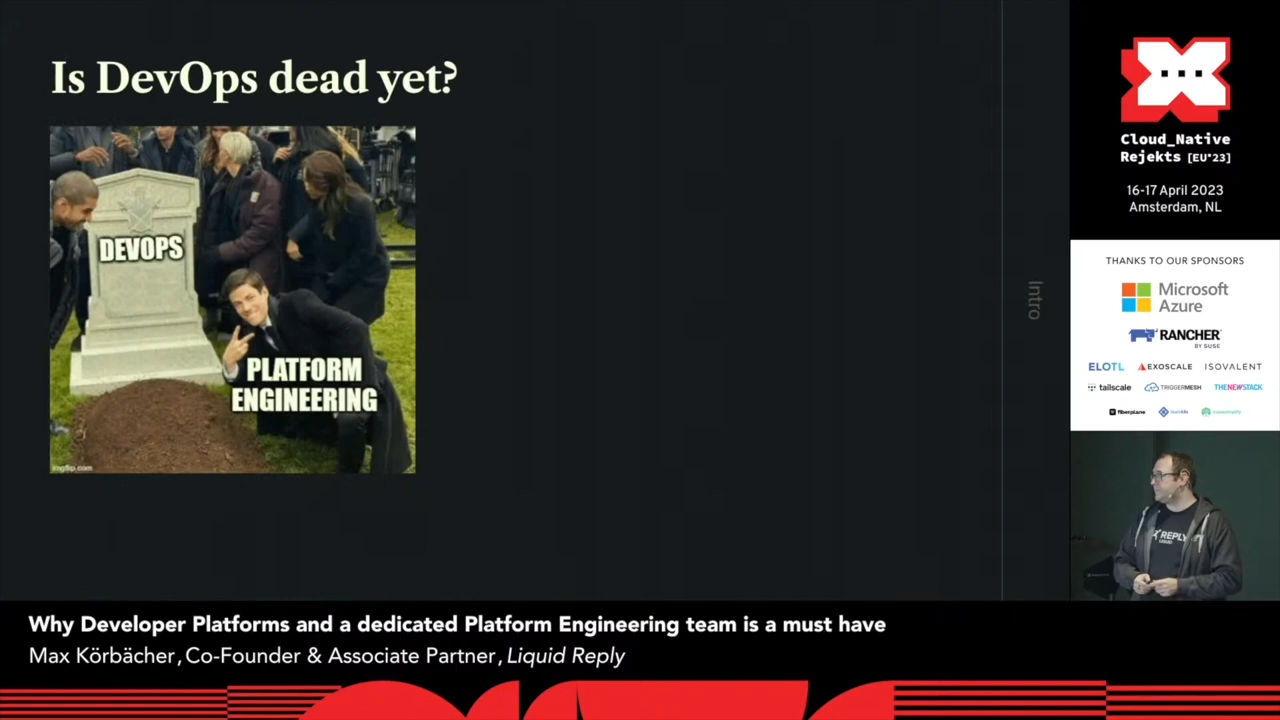 Is DevOps dead yet?
DEVOPS
PLATFORM
ENGINEERING
imgflip.com
Intro
Cloud_Native
Rejekts [EU'23]
16-17 April 2023
Amsterdam, NL
THANKS TO OUR SPONSORS
Microsoft
Azure
RANCHER
BY SUSE
ELOTL
EXOSCALE
ISOVALENT
tailscale
TRIGGERMESH
THENEWSTACK
fiberplane
REPLY
LIQUID
Why Developer Platforms and a dedicated Platform Engineering team is a must have
Max Körbächer, Co-Founder & Associate Partner, Liquid Reply